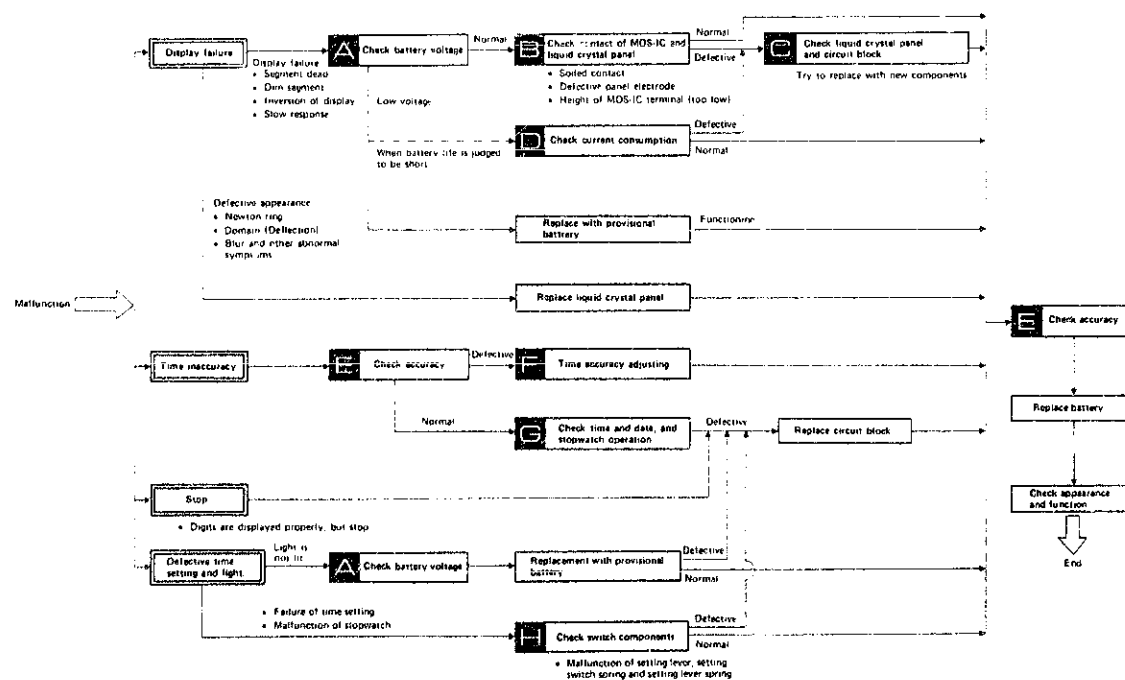 Malfunction
Display failure
Display failure
• Segment dead
• Dim segment
• Inversion of display
• Slow response
A Check battery voltage
Normal
Low voltage
When battery life is judged
to be short
B Check contact of MOS-IC and
liquid crystal panel
• Soiled contact
• Defective panel electrode
• Height of MOS-IC terminal (too low)
Normal
Defective
C Check liquid crystal panel
and circuit block
Try to replace with new components
D Check current consumption
Defective
Normal
Defective appearance
• Newton ring
• Domain (Deflection)
• Blur and other abnormal
symptoms
Replace with provisional
battrery
Functioning
Replace liquid crystal panel
Time inaccuracy
E Check accuracy
Defective
F Time accuracy adjusting
Normal
G Check time and date, and
stopwatch operation
Defective
Replace circuit block
Stop
• Digits are displayed properly, but stop
Defective time
setting and light.
Light is
not lit
A Check battery voltage
Replacement with provisional
battery
Defective
Normal
• Failure of time setting
• Malfunction of stopwatch
H Check switch components
Defective
Normal
• Malfunction of setting lever, setting
switch spring and setting lever spring
E Check accuracy
Replace battery
Check appearance
and function
End